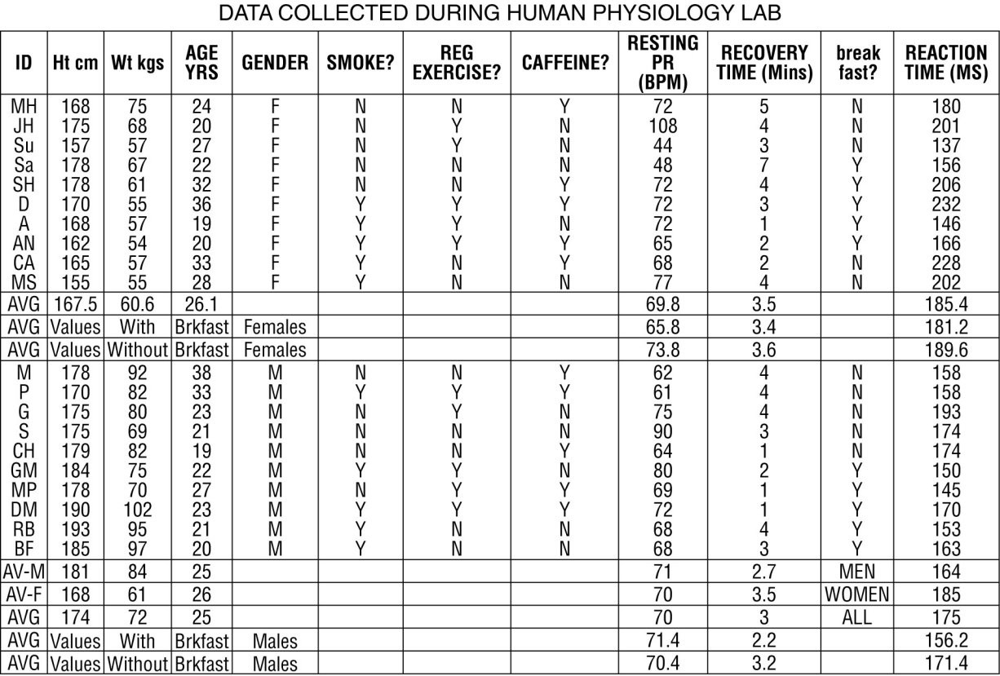 DATA COLLECTED DURING HUMAN PHYSIOLOGY LAB
ID Ht cm Wt kgs AGE YRS GENDER SMOKE? REG EXERCISE? CAFFEINE? RESTING PR (BPM) RECOVERY TIME (Mins) break fast? REACTION TIME (MS)
MH 168 75 24 F N N Y 72 5 N 180
JH 175 68 20 F N Y N 108 4 N 201
Su 157 57 27 F N Y N 44 3 N 137
Sa 178 67 22 F N N N 48 7 Y 156
SH 178 61 32 F N N Y 72 4 Y 206
D 170 55 36 F Y Y Y 72 3 Y 232
A 168 57 19 F Y Y N 72 1 Y 146
AN 162 54 20 F Y Y Y 65 2 Y 166
CA 165 57 33 F Y N Y 68 2 N 228
MS 155 55 28 F Y N N 77 4 N 202
AVG 167.5 60.6 26.1 69.8 3.5 185.4
AVG Values With Brkfast Females 65.8 3.4 181.2
AVG Values Without Brkfast Females 73.8 3.6 189.6
M 178 92 38 M N N Y 62 4 N 158
P 170 82 33 M Y Y Y 61 4 N 158
G 175 80 23 M N Y N 75 4 N 193
S 175 69 21 M N N N 90 3 N 174
CH 179 82 19 M N N Y 64 1 N 174
GM 184 75 22 M Y Y N 80 2 Y 150
MP 178 70 27 M N Y Y 69 1 Y 145
DM 190 102 23 M Y Y Y 72 1 Y 170
RB 193 95 21 M Y N N 68 4 Y 153
BF 185 97 20 M Y N N 68 3 Y 163
AV-M 181 84 25 71 2.7 MEN 164
AV-F 168 61 26 70 3.5 WOMEN 185
AVG 174 72 25 70 3 ALL 175
AVG Values With Brkfast Males 71.4 2.2 156.2
AVG Values Without Brkfast Males 70.4 3.2 171.4